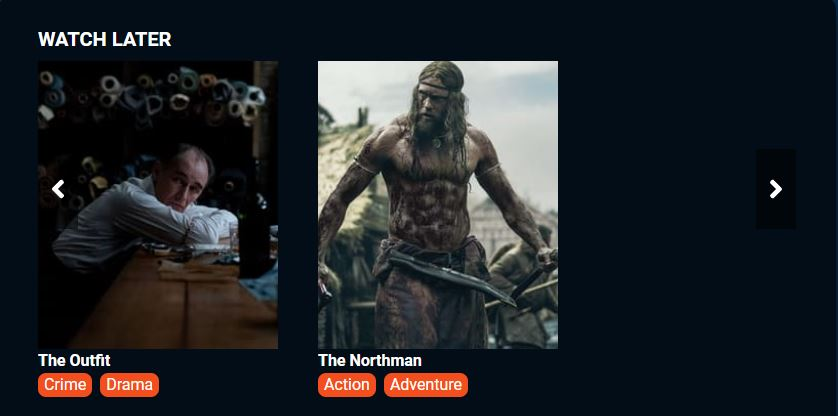 WATCH LATER
The Outfit
Crime Drama
The Northman
Action Adventure